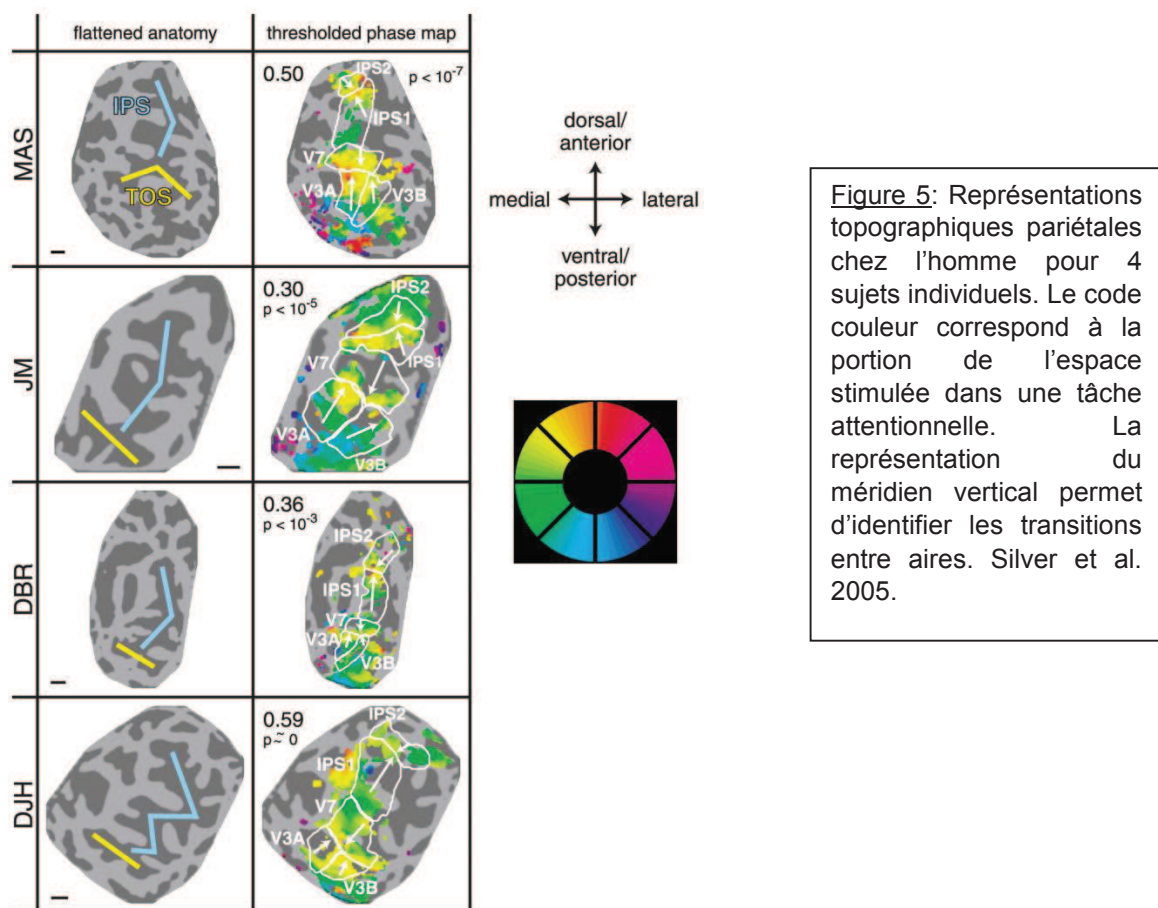 flattened anatomy
thresholded phase map
MAS
IPS
TOS
0.50
p < 10⁻⁷
IPS2
IPS1
V7
V3A
V3B
dorsal/
anterior
medial
lateral
ventral/
posterior
JM
0.30
p < 10⁻⁵
IPS2
IPS1
V7
V3A
V3B
DBR
0.36
p < 10⁻³
IPS2
IPS1
V7
V3A
V3B
DJH
0.59
p ~ 0
IPS2
IPS1
V7
V3A
V3B
Figure 5: Représentations
topographiques pariétales
chez l’homme pour 4
sujets individuels. Le code
couleur correspond à la
portion de l’espace
stimulée dans une tâche
attentionnelle. La
représentation du
méridien vertical permet
d’identifier les transitions
entre aires. Silver et al.
2005.